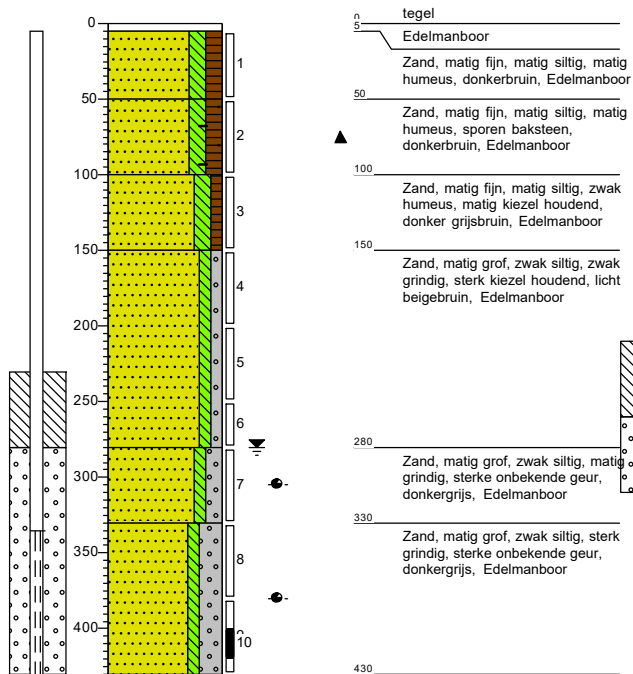 0
50
100
150
200
250
300
350
400
1
2
3
4
5
6
7
8
10
0
tegel
5
Edelmanboor
Zand, matig fijn, matig siltig, matig
humeus, donkerbruin, Edelmanboor
50
Zand, matig fijn, matig siltig, matig
humeus, sporen baksteen,
donkerbruin, Edelmanboor
100
Zand, matig fijn, matig siltig, zwak
humeus, matig kiezel houdend,
donker grijsbruin, Edelmanboor
150
Zand, matig grof, zwak siltig, zwak
grindig, sterk kiezel houdend, licht
beigebruin, Edelmanboor
280
Zand, matig grof, zwak siltig, matig
grindig, sterke onbekende geur,
donkergrijs, Edelmanboor
330
Zand, matig grof, zwak siltig, sterk
grindig, sterke onbekende geur,
donkergrijs, Edelmanboor
430